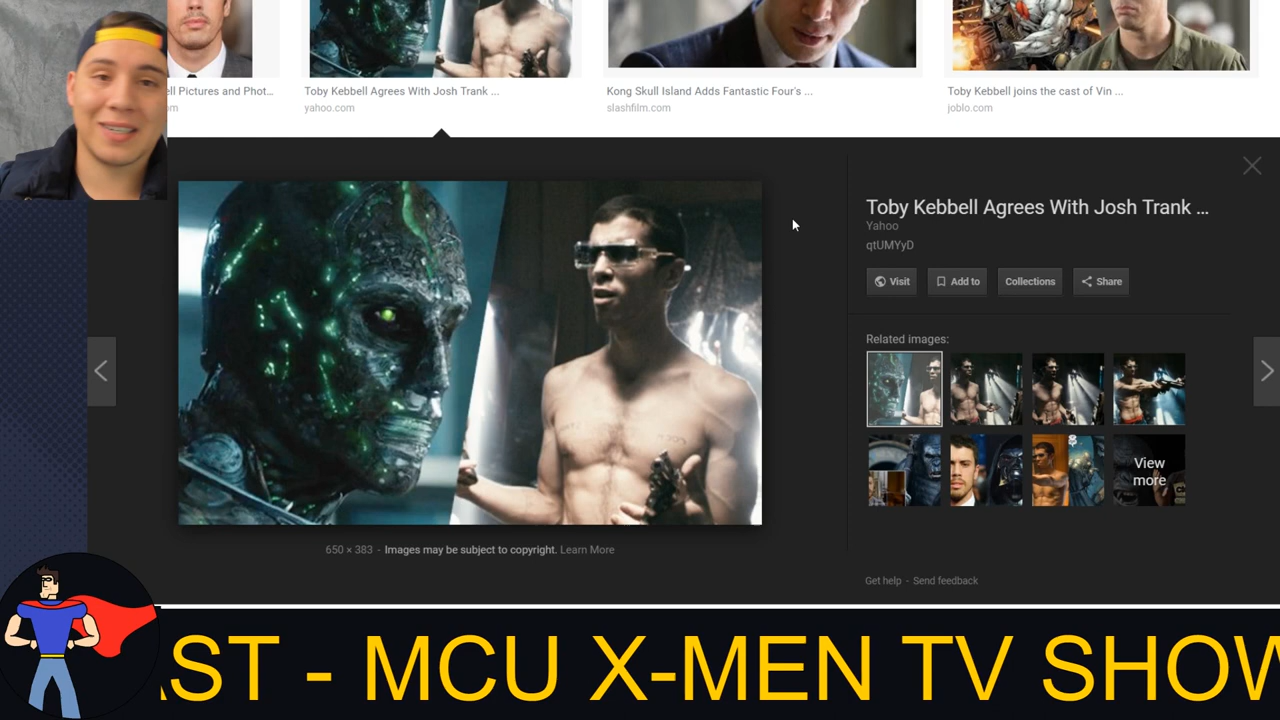 ell Pictures and Phot...
Toby Kebbell Agrees With Josh Trank ...
Kong Skull Island Adds Fantastic Four's ...
Toby Kebbell joins the cast of Vin ...
m
yahoo.com
slashfilm.com
joblo.com
Toby Kebbell Agrees With Josh Trank ...
Yahoo
qtUMYyD
Visit
Add to
Collections
Share
Related images:
View
more
650 × 383 - Images may be subject to copyright. Learn More
Get help - Send feedback
AST - MCU X-MEN TV SHOW